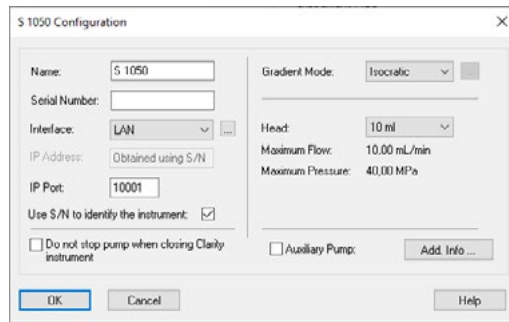 S 1050 Configuration
Name: S 1050
Serial Number:
Interface: LAN ...
IP Address: Obtained using S/N
IP Port: 10001
Use S/N to identify the instrument:
Do not stop pump when closing Clarity
instrument
Gradient Mode: Isocratic ...
Head: 10 ml
Maximum Flow: 10,00 mL/min
Maximum Pressure: 40,00 MPa
Auxiliary Pump: Add. Info ...
OK Cancel Help